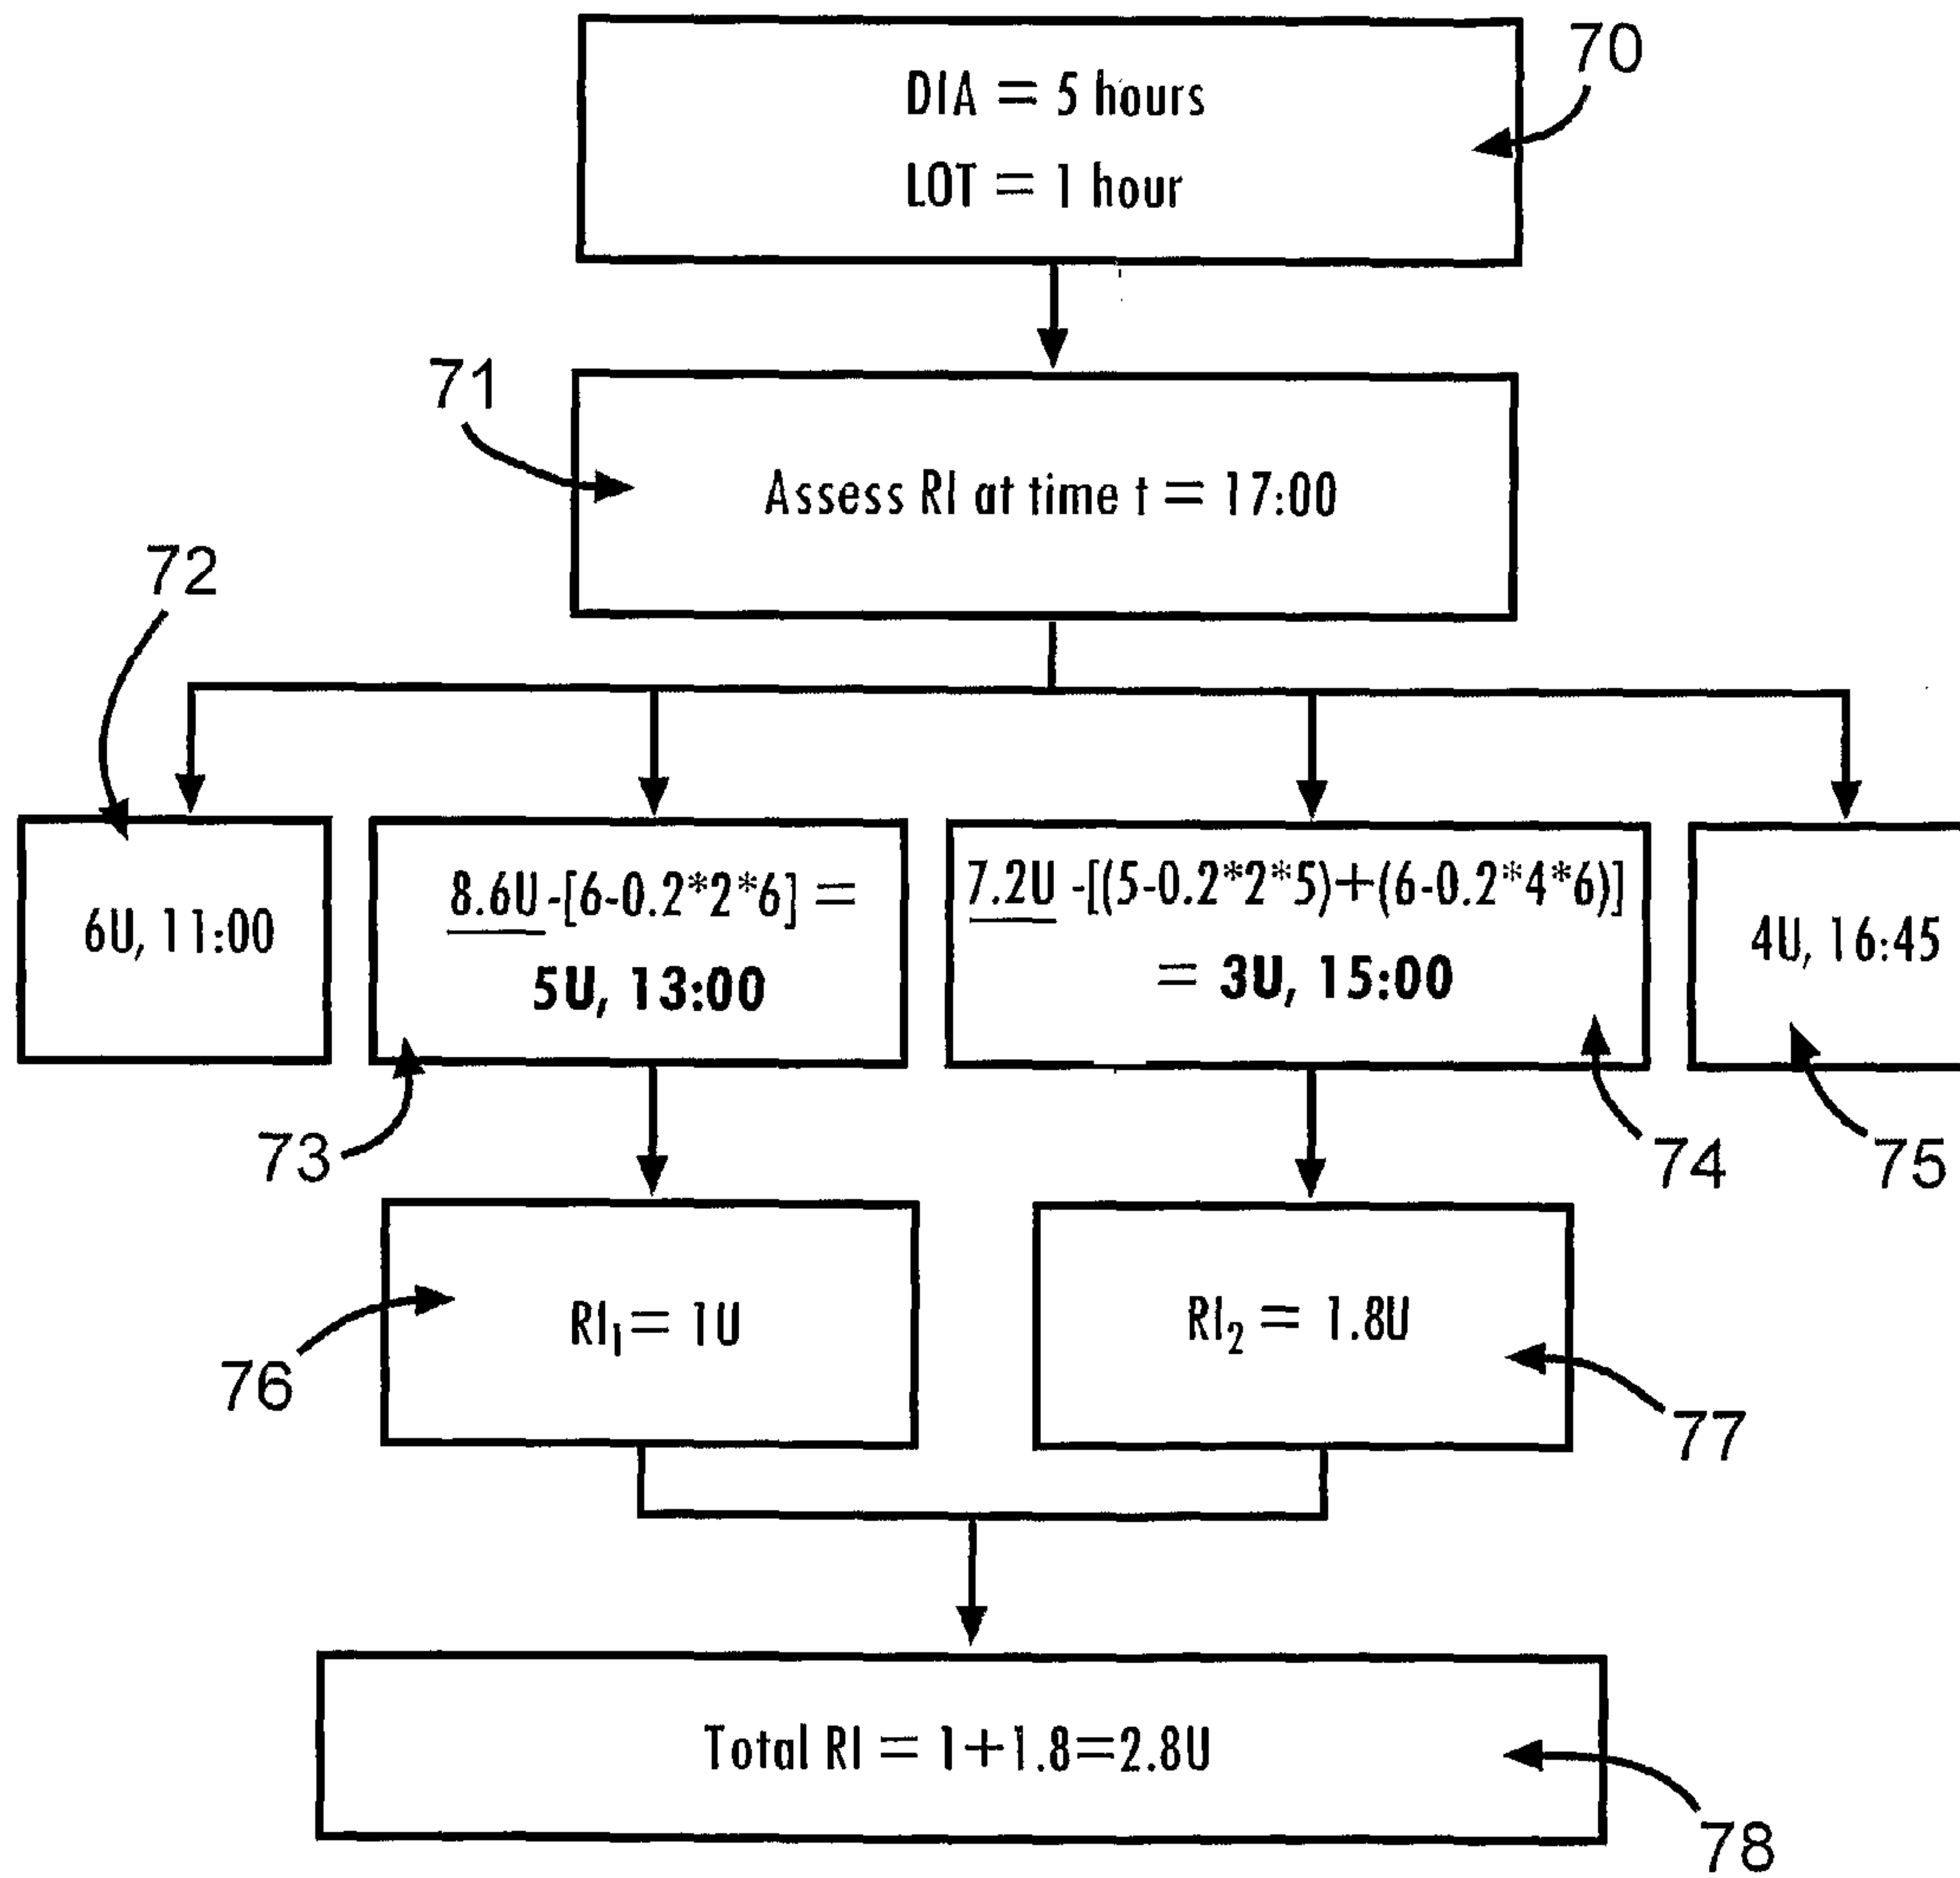 70
DIA = 5 hours
LOT = 1 hour
71
Assess RI at time t = 17:00
72
6U, 11:00
8.6U-[6-0.2*2*6] =
5U, 13:00
7.2U -[(5-0.2*2*5)+(6-0.2*4*6)]
= 3U, 15:00
4U, 16:45
73
74
75
RI₁ = 1U
RI₂ = 1.8U
76
77
Total RI = 1+1.8=2.8U
78